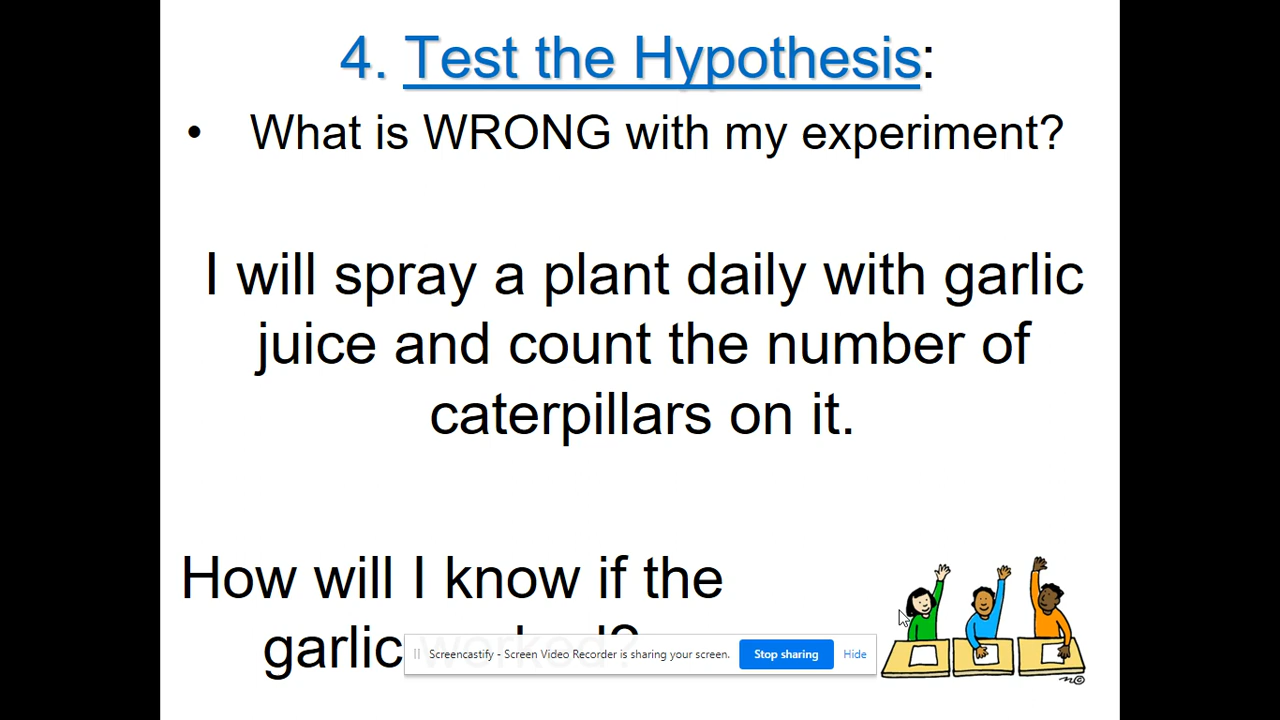 4. Test the Hypothesis:
• What is WRONG with my experiment?
I will spray a plant daily with garlic
juice and count the number of
caterpillars on it.
How will I know if the
garlic worked?
Screencastify - Screen Video Recorder is sharing your screen. Stop sharing Hide